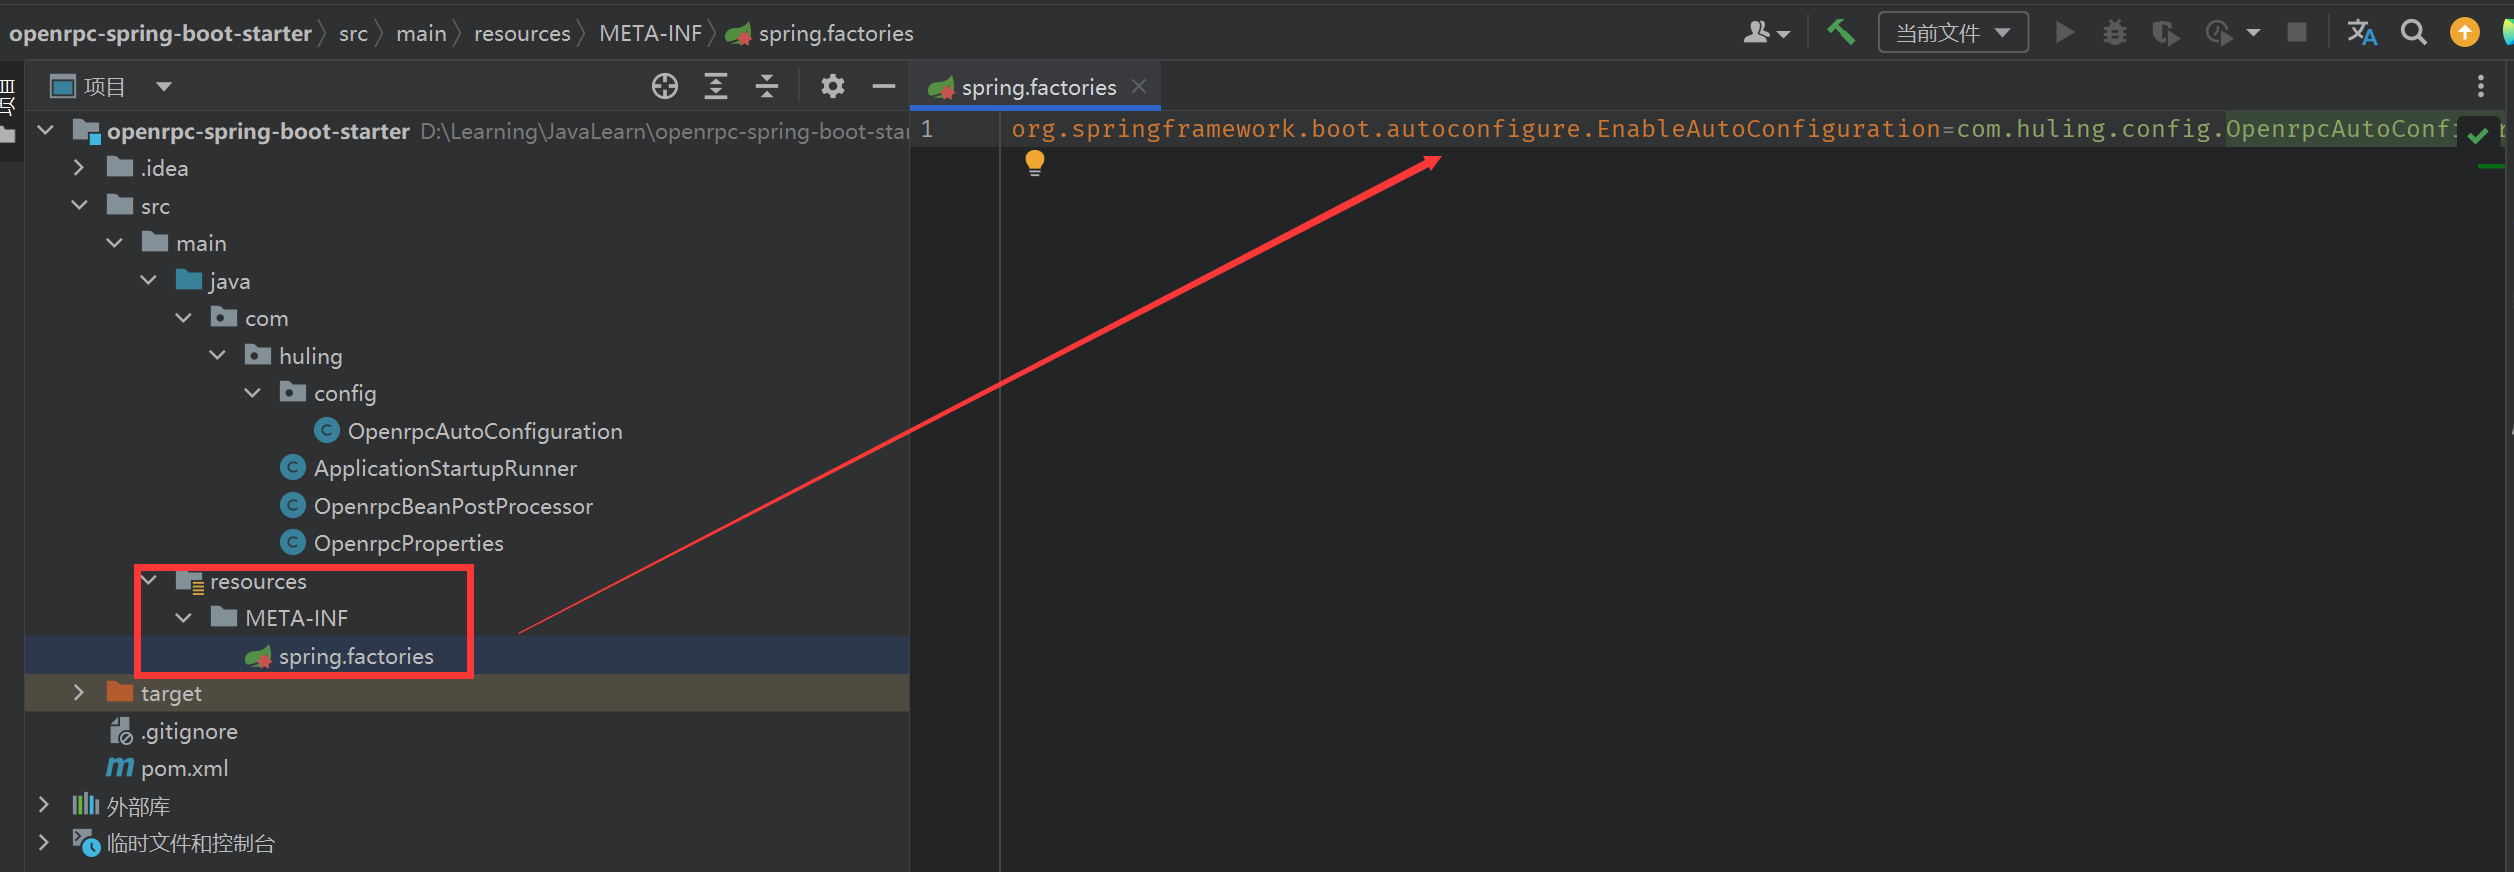 openrpc-spring-boot-starter src main resources META-INF spring.factories 当前文件
项目
spring.factories
openrpc-spring-boot-starter D:\Learning\JavaLearn\openrpc-spring-boot-star
.idea
src
main
java
com
huling
config
OpenrpcAutoConfiguration
ApplicationStartupRunner
OpenrpcBeanPostProcessor
OpenrpcProperties
resources
META-INF
spring.factories
target
.gitignore
pom.xml
外部库
临时文件和控制台
1 org.springframework.boot.autoconfigure.EnableAutoConfiguration=com.huling.config.OpenrpcAutoConfi